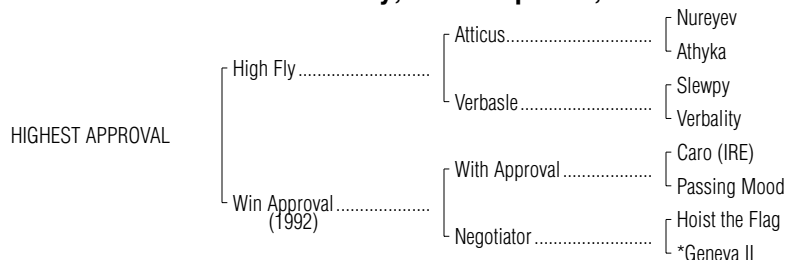 Nureyev
Atticus
Athyka
High Fly
Slewpy
Verbasle
Verbality
HIGHEST APPROVAL
Caro (IRE)
With Approval
Passing Mood
Win Approval
(1992)
Hoist the Flag
Negotiator
*Geneva II